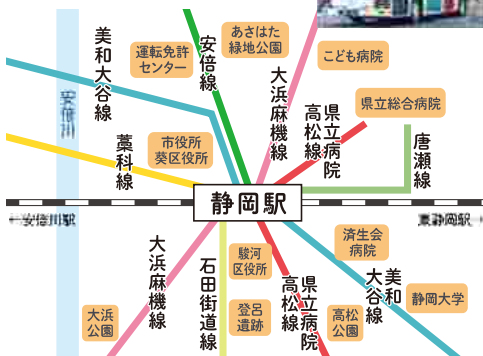 美和大谷線
運転免許
センター
安倍線
あさはた
緑地公園
大浜麻機線
こども病院
県立病院
高松線
県立総合病院
唐瀬線
安倍川
藁科線
市役所
葵区役所
静岡駅
安倍川駅
東静岡駅
大浜麻機線
石田街道線
駿河
区役所
登呂
遺跡
県立病院
高松線
高松
公園
済生会
病院
美和
大谷線
静岡大学
大浜
公園